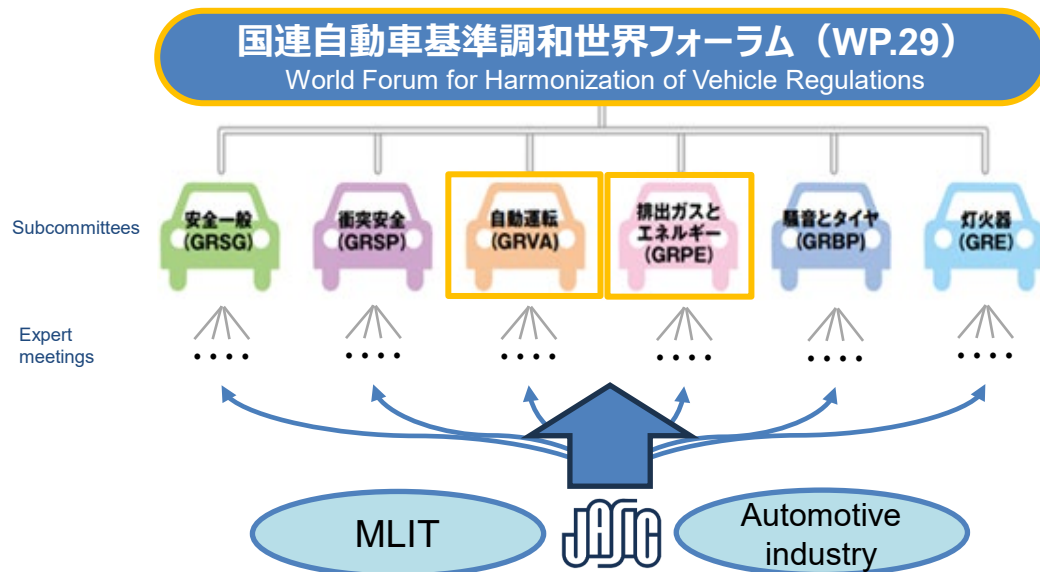 国連自動車基準調和世界フォーラム（WP.29）
World Forum for Harmonization of Vehicle Regulations
Subcommittees
安全一般
(GRSG)
衝突安全
(GRSP)
自動運転
(GRVA)
排出ガスと
エネルギー
(GRPE)
騒音とタイヤ
(GRBP)
灯火器
(GRE)
Expert
meetings
MLIT
JASIC
Automotive
industry